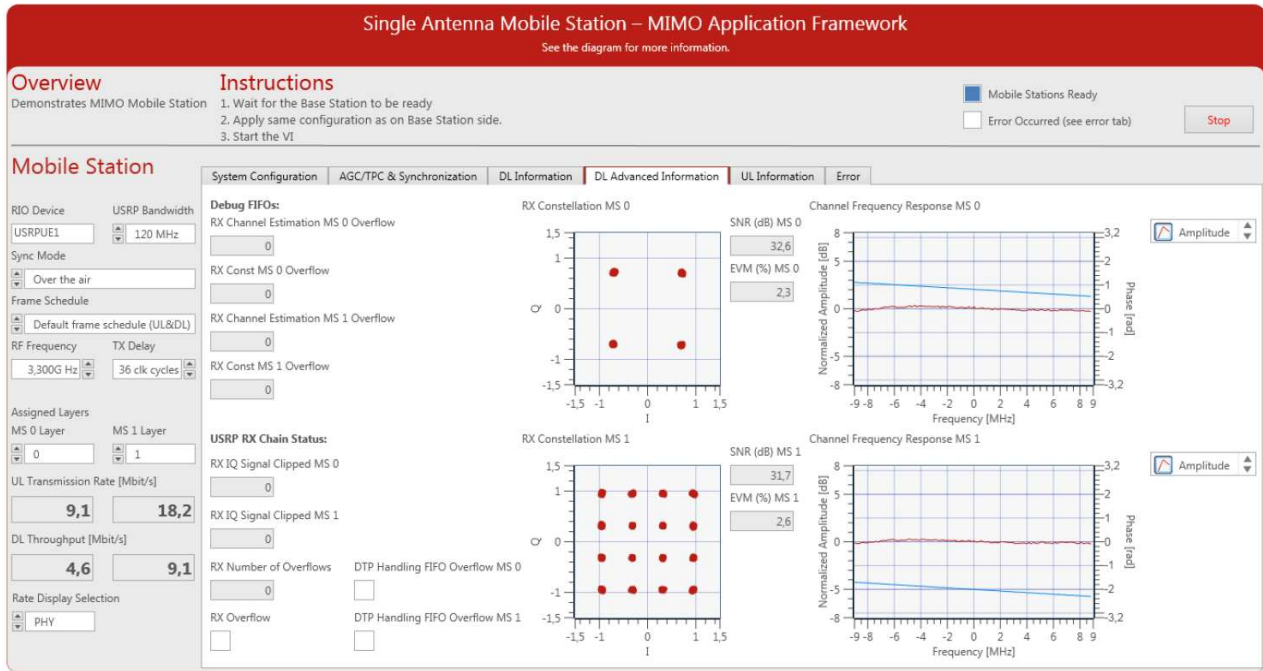 Single Antenna Mobile Station – MIMO Application Framework
See the diagram for more information.
Overview
Demonstrates MIMO Mobile Station
Instructions
1. Wait for the Base Station to be ready
2. Apply same configuration as on Base Station side.
3. Start the VI
Mobile Stations Ready
Error Occurred (see error tab)
Stop
Mobile Station
RIO Device
USRP Bandwidth
USRPUE1
120 MHz
Sync Mode
Over the air
Frame Schedule
Default frame schedule (UL&DL)
RF Frequency
TX Delay
3,300G Hz
36 clk cycles
Assigned Layers
MS 0 Layer
MS 1 Layer
0
1
UL Transmission Rate [Mbit/s]
9,1
18,2
DL Throughput [Mbit/s]
4,6
9,1
Rate Display Selection
PHY
System Configuration
AGC/TPC & Synchronization
DL Information
DL Advanced Information
UL Information
Error
Debug FIFOs:
RX Channel Estimation MS 0 Overflow
0
RX Const MS 0 Overflow
0
RX Channel Estimation MS 1 Overflow
0
RX Const MS 1 Overflow
0
RX Constellation MS 0
1,5
1
0
-1
-1,5
Q
-1,5 -1 0 1 1,5
I
SNR (dB) MS 0
32,6
EVM (%) MS 0
2,3
Channel Frequency Response MS 0
Normalized Amplitude [dB]
8
5
0
-5
-8
3,2
2
1
0
-1
-2
-3,2
Phase [rad]
-9 -8 -6 -4 -2 0 2 4 6 8 9
Frequency [MHz]
Amplitude
USRP RX Chain Status:
RX IQ Signal Clipped MS 0
0
RX IQ Signal Clipped MS 1
0
RX Number of Overflows
0
DTP Handling FIFO Overflow MS 0
RX Overflow
DTP Handling FIFO Overflow MS 1
RX Constellation MS 1
1,5
1
0
-1
-1,5
Q
-1,5 -1 0 1 1,5
I
SNR (dB) MS 1
31,7
EVM (%) MS 1
2,6
Channel Frequency Response MS 1
Normalized Amplitude [dB]
8
5
0
-5
-8
3,2
2
1
0
-1
-2
-3,2
Phase [rad]
-9 -8 -6 -4 -2 0 2 4 6 8 9
Frequency [MHz]
Amplitude